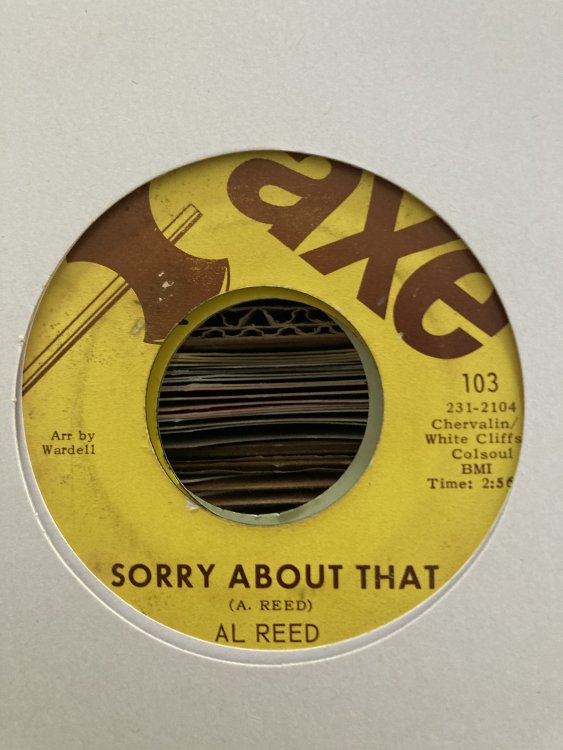 axe
103
231-2104
Chervalin/
White Cliffs
Colsoul
BMI
Time: 2:56
Arr by
Wardell
SORRY ABOUT THAT
(A. REED)
AL REED